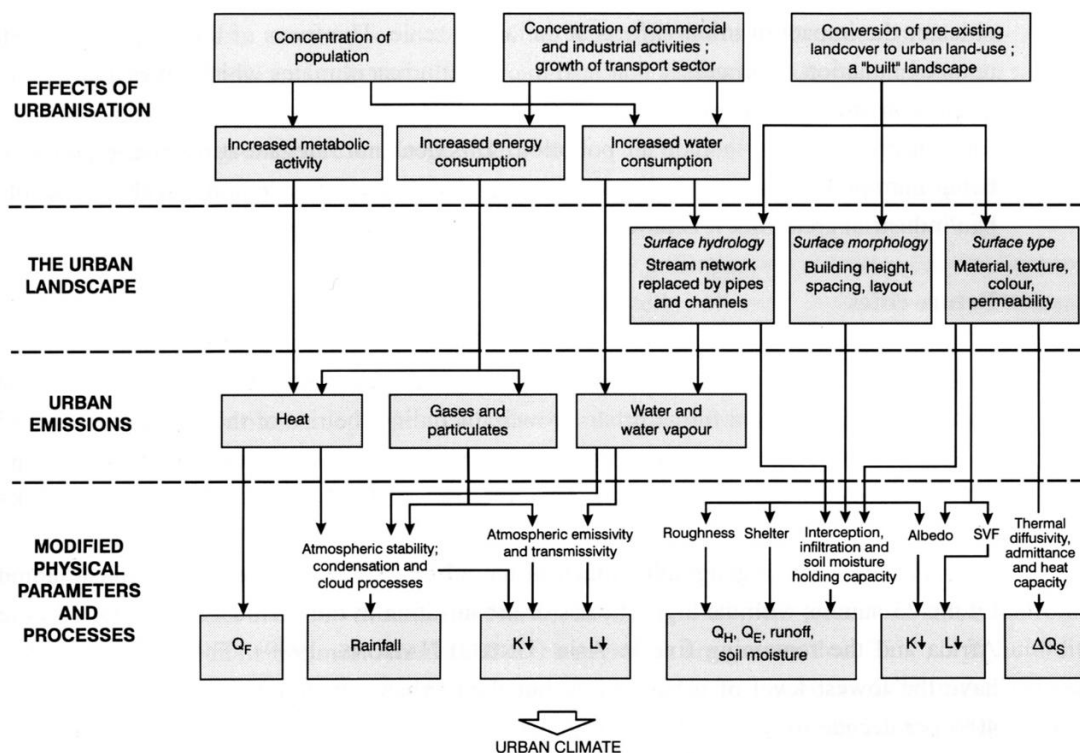 Concentration of
population
Concentration of commercial
and industrial activities ;
growth of transport sector
Conversion of pre-existing
landcover to urban land-use ;
a "built" landscape
EFFECTS OF
URBANISATION
Increased metabolic
activity
Increased energy
consumption
Increased water
consumption
THE URBAN
LANDSCAPE
Surface hydrology
Stream network
replaced by pipes
and channels
Surface morphology
Building height,
spacing, layout
Surface type
Material, texture,
colour,
permeability
URBAN
EMISSIONS
Heat
Gases and
particulates
Water and
water vapour
MODIFIED
PHYSICAL
PARAMETERS
AND
PROCESSES
Atmospheric stability;
condensation and
cloud processes
Atmospheric emissivity
and transmissivity
Roughness
Shelter
Interception,
infiltration and
soil moisture
holding capacity
Albedo
SVF
Thermal
diffusivity,
admittance
and heat
capacity
QF
Rainfall
K↓
L↓
QH, QE, runoff,
soil moisture
K↓
L↓
ΔQS
URBAN CLIMATE